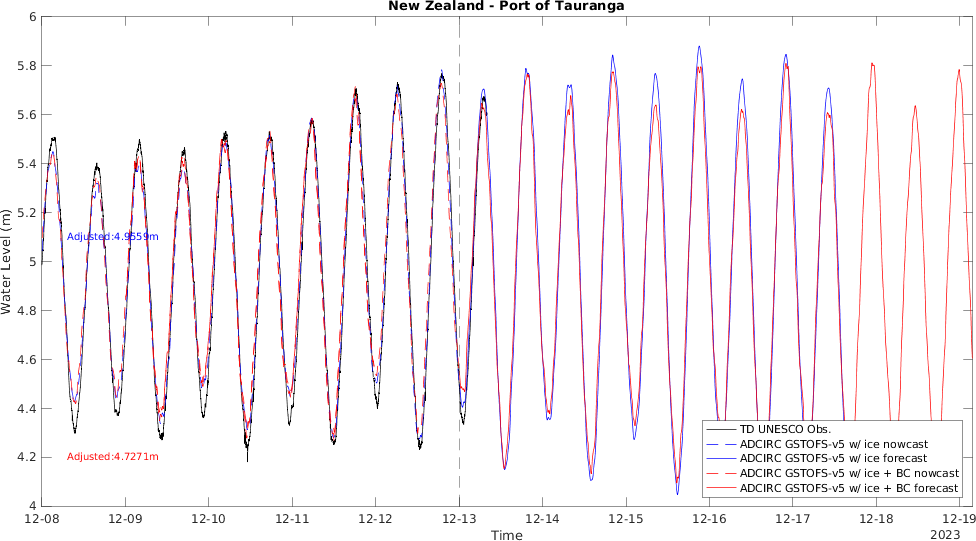 New Zealand - Port of Tauranga
6
5.8
5.6
5.4
5.2
5
4.8
4.6
4.4
4.2
4
Water Level (m)
Adjusted:4.9559m
Adjusted:4.7271m
TD UNESCO Obs.
ADCIRC GSTOFS-v5 w/ ice nowcast
ADCIRC GSTOFS-v5 w/ ice forecast
ADCIRC GSTOFS-v5 w/ ice + BC nowcast
ADCIRC GSTOFS-v5 w/ ice + BC forecast
12-08 12-09 12-10 12-11 12-12 12-13 12-14 12-15 12-16 12-17 12-18 12-19
Time
2023